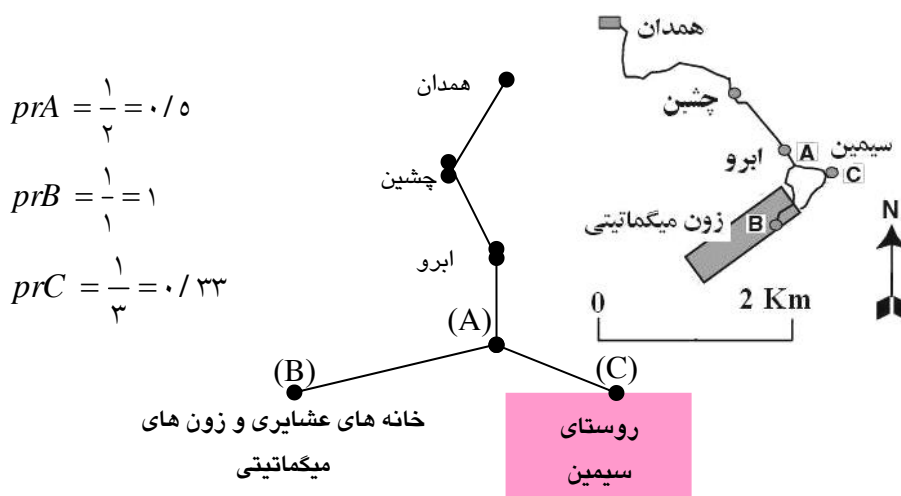 prA = ۱/۲ = ۰/۵
prB = ۱/۱ = ۱
prC = ۱/۳ = ۰/۳۳
همدان
چشین
ابرو
(A)
(B)
(C)
خانه های عشایری و زون های
میگماتیتی
روستای
سیمین
همدان
چشین
ابرو
A
سیمین
C
زون میگماتیتی
B
N
0
2 Km